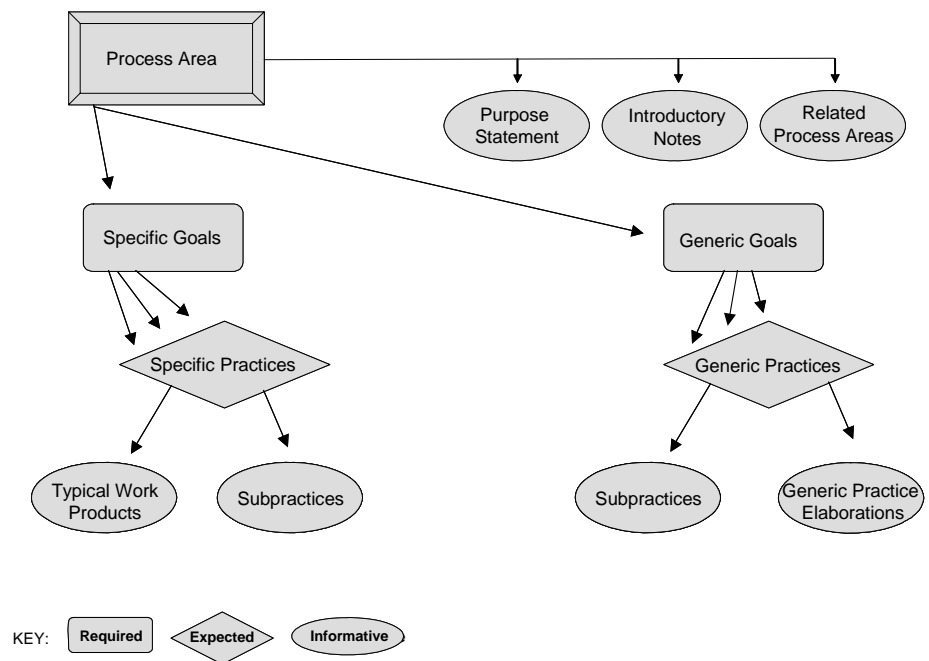 Process Area
Purpose
Statement
Introductory
Notes
Related
Process Areas
Specific Goals
Generic Goals
Specific Practices
Generic Practices
Typical Work
Products
Subpractices
Subpractices
Generic Practice
Elaborations
KEY:
Required
Expected
Informative